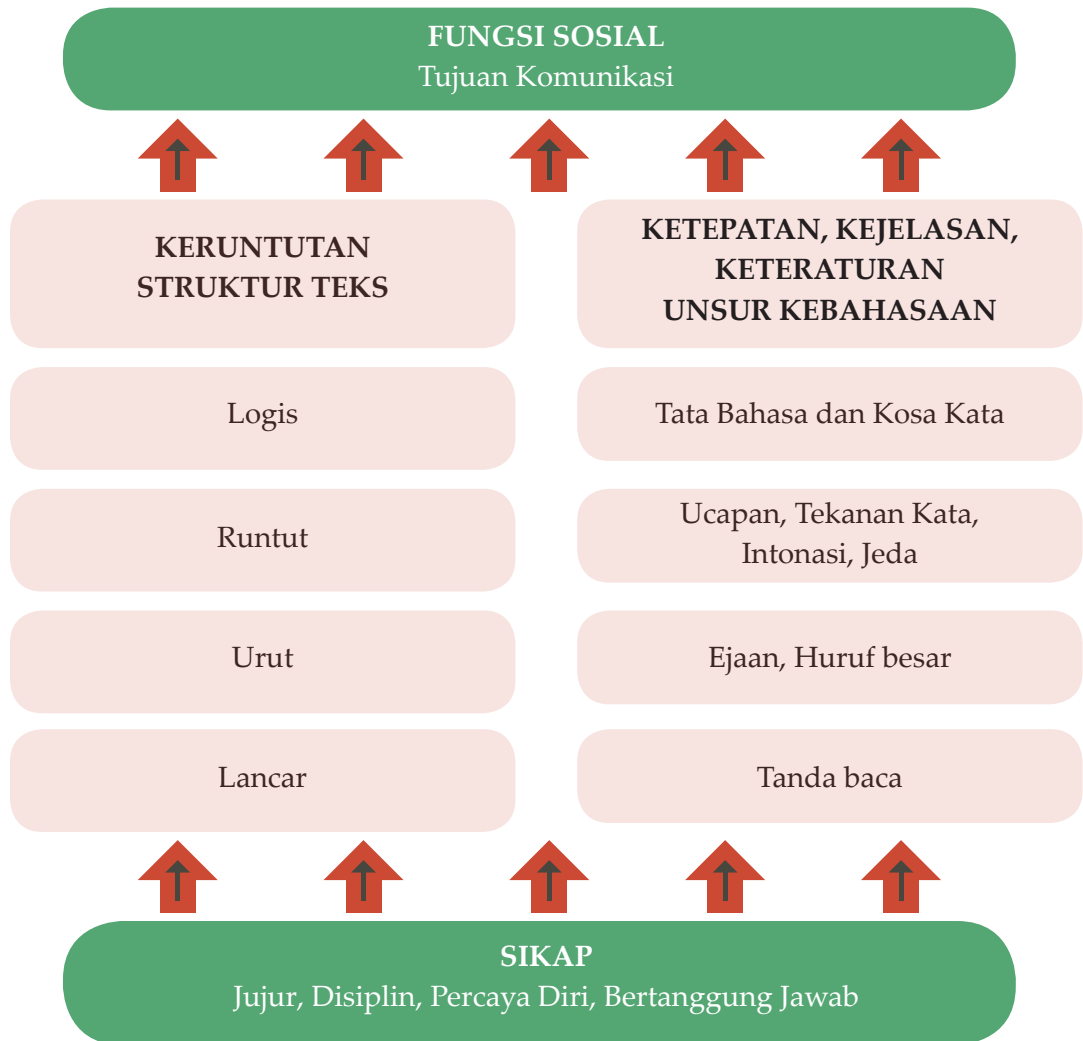 FUNGSI SOSIAL
Tujuan Komunikasi
KERUNTUTAN
STRUKTUR TEKS
Logis
Runtut
Urut
Lancar
KETEPATAN, KEJELASAN,
KETERATURAN
UNSUR KEBAHASAAN
Tata Bahasa dan Kosa Kata
Ucapan, Tekanan Kata,
Intonasi, Jeda
Ejaan, Huruf besar
Tanda baca
SIKAP
Jujur, Disiplin, Percaya Diri, Bertanggung Jawab